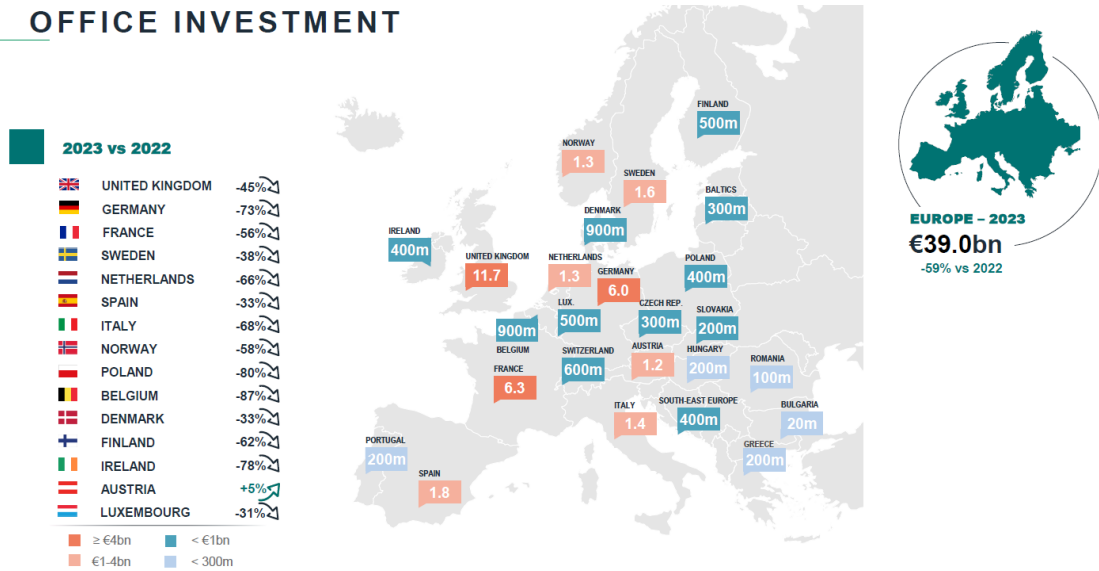 OFFICE INVESTMENT
2023 vs 2022
UNITED KINGDOM -45%
GERMANY -73%
FRANCE -56%
SWEDEN -38%
NETHERLANDS -66%
SPAIN -33%
ITALY -68%
NORWAY -58%
POLAND -80%
BELGIUM -87%
DENMARK -33%
FINLAND -62%
IRELAND -78%
AUSTRIA +5%
LUXEMBOURG -31%
≥ €4bn
< €1bn
€1-4bn
< 300m
FINLAND
500m
NORWAY
1.3
SWEDEN
1.6
BALTICS
300m
DENMARK
900m
IRELAND
400m
UNITED KINGDOM
11.7
NETHERLANDS
1.3
GERMANY
6.0
POLAND
400m
LUX.
500m
CZECH REP.
300m
SLOVAKIA
200m
900m
BELGIUM
SWITZERLAND
600m
AUSTRIA
1.2
HUNGARY
200m
ROMANIA
100m
FRANCE
6.3
ITALY
1.4
SOUTH-EAST EUROPE
400m
BULGARIA
20m
PORTUGAL
200m
GREECE
200m
SPAIN
1.8
EUROPE – 2023
€39.0bn
-59% vs 2022